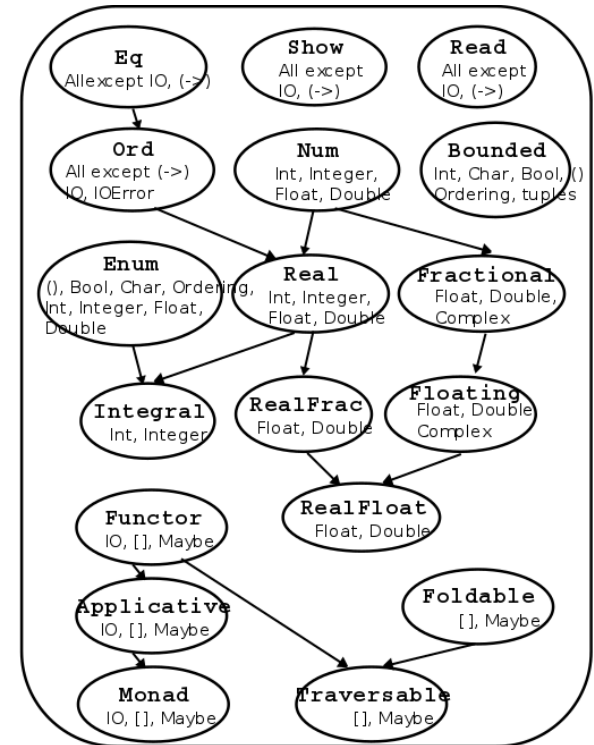 Eq
Allexcept IO, (->)
Show
All except
IO, (->)
Read
All except
IO, (->)
Ord
All except (->)
IO, IOError
Num
Int, Integer,
Float, Double
Bounded
Int, Char, Bool, ()
Ordering, tuples
Enum
(), Bool, Char, Ordering,
Int, Integer, Float,
Double
Real
Int, Integer,
Float, Double
Fractional
Float, Double,
Complex
Integral
Int, Integer
RealFrac
Float, Double
Floating
Float, Double
Complex
RealFloat
Float, Double
Functor
IO, [], Maybe
Applicative
IO, [], Maybe
Foldable
[], Maybe
Monad
IO, [], Maybe
Traversable
[], Maybe